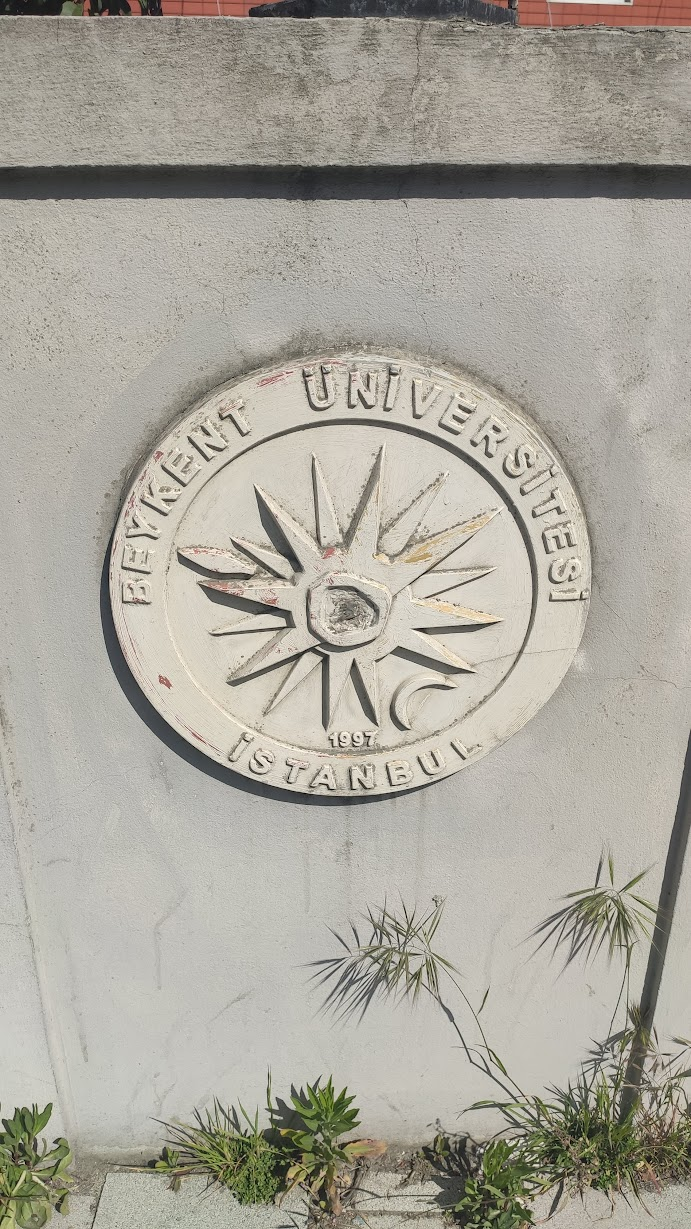 BEYKENT ÜNİVERSİTESİ
1997
İSTANBUL